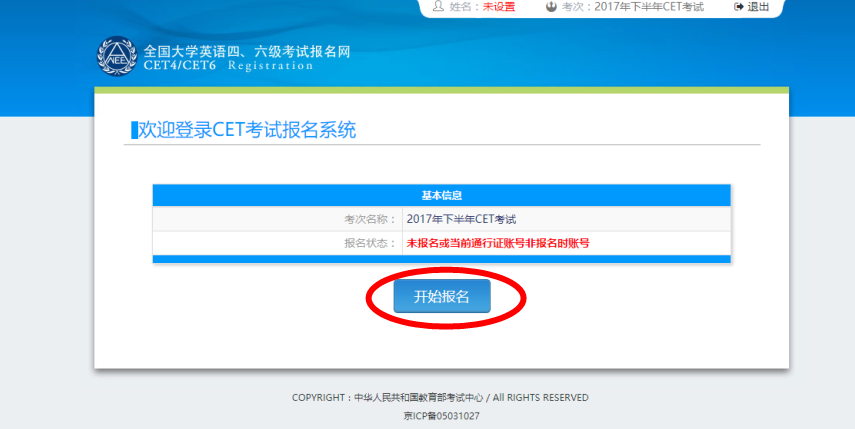 姓名：未设置 考次：2017年下半年CET考试 退出
全国大学英语四、六级考试报名网
NEE
CET4/CET6 Registration
欢迎登录CET考试报名系统
基本信息
考次名称： 2017年下半年CET考试
报名状态： 未报名或当前通行证账号非报名时账号
开始报名
COPYRIGHT：中华人民共和国教育部考试中心 / All RIGHTS RESERVED
京ICP备05031027